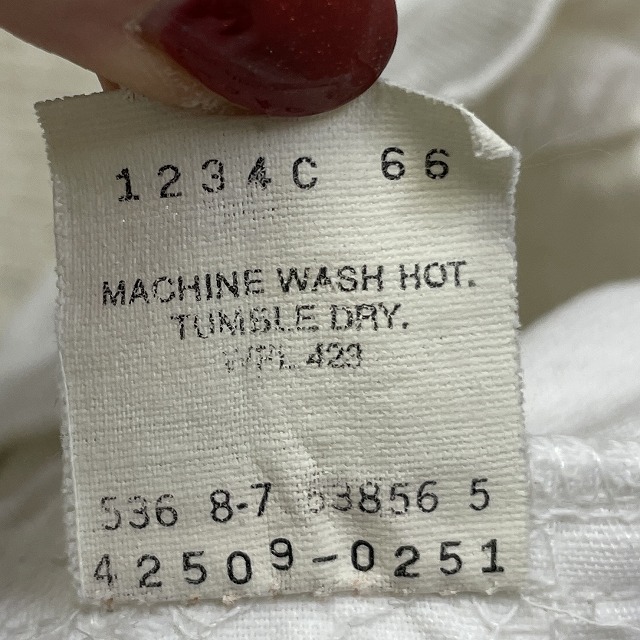 1234C 66
MACHINE WASH HOT.
TUMBLE DRY.
WPL 423
536 8-7 53856 5
42509-0251